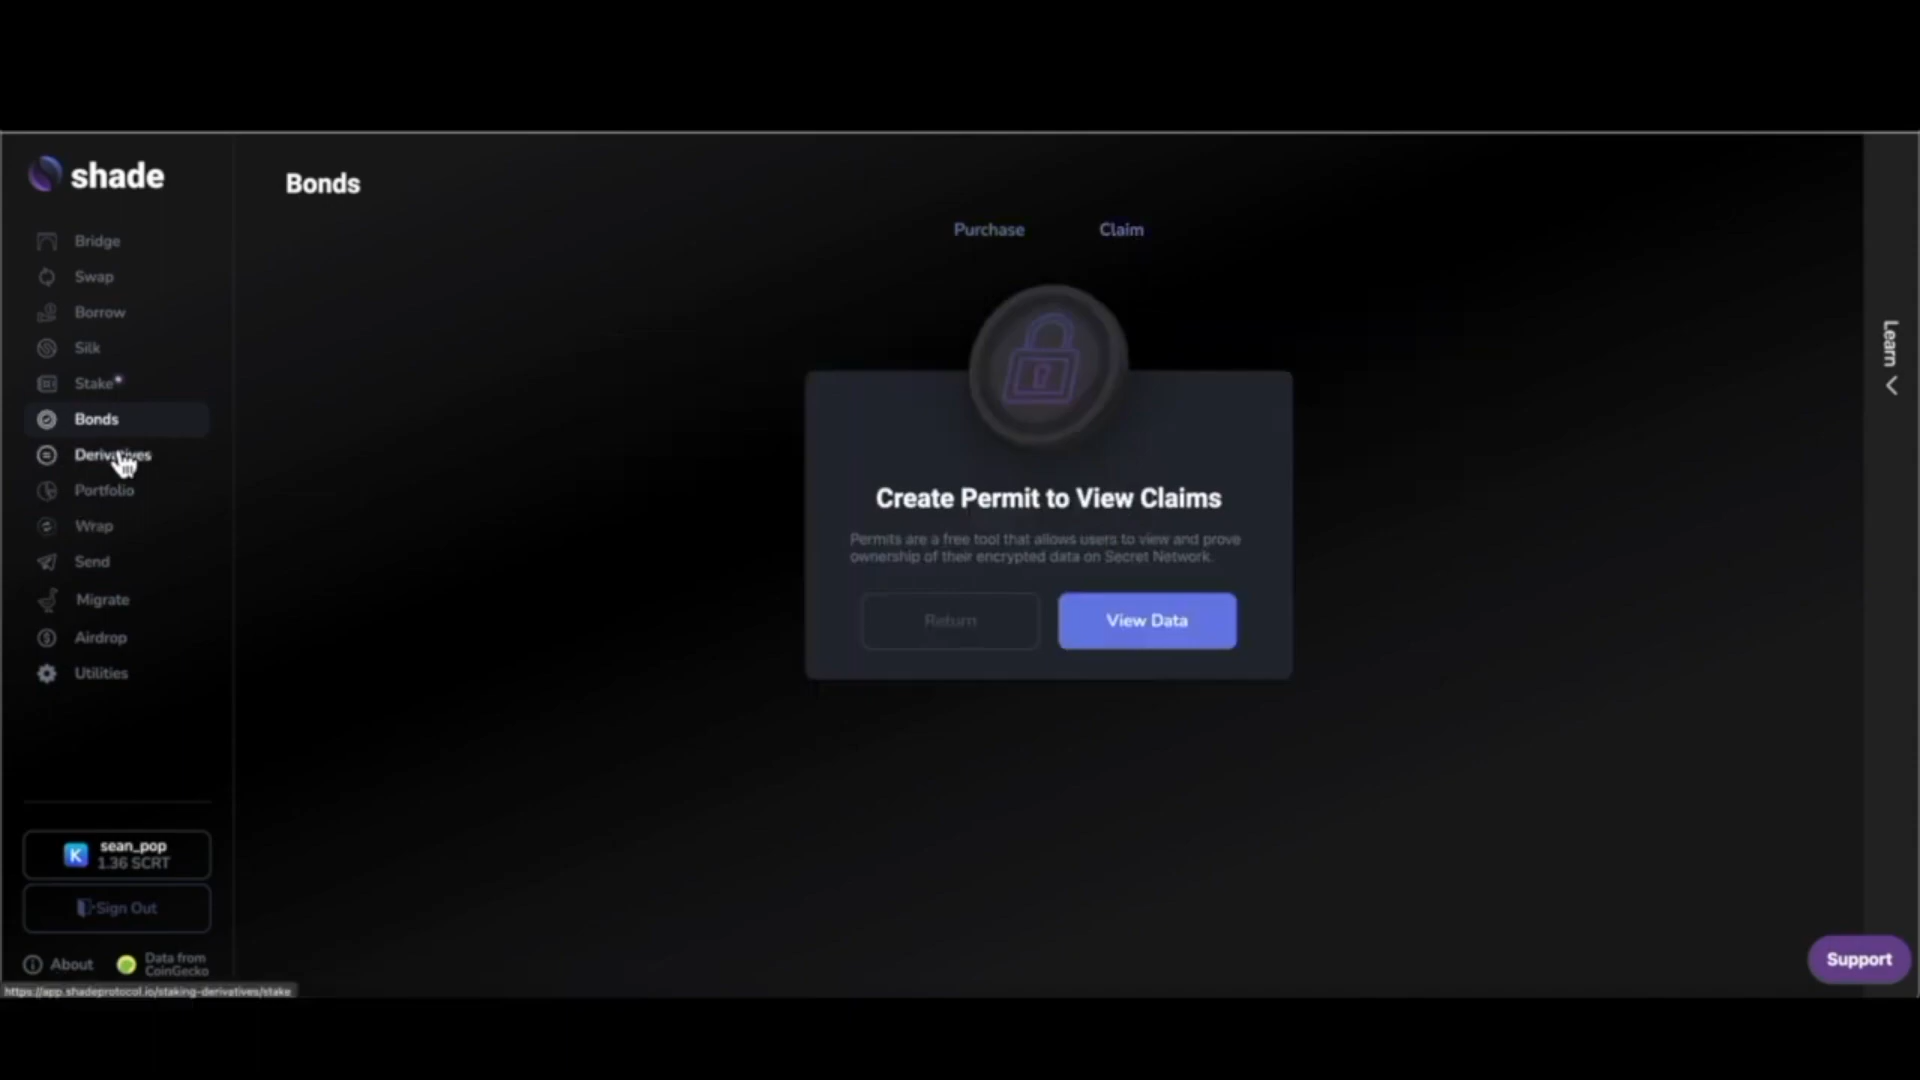 shade
Bridge
Swap
Borrow
Silk
Stake
Bonds
Derivatives
Portfolio
Wrap
Send
Migrate
Airdrop
Utilities
K
sean_pop
1.36 SCRT
Sign Out
About
Data from
CoinGecko
https://app.shadeprotocol.io/staking-derivatives/stake
Bonds
Purchase
Claim
Create Permit to View Claims
Permits are a free tool that allows users to view and prove
ownership of their encrypted data on Secret Network.
Return
View Data
Learn
Support